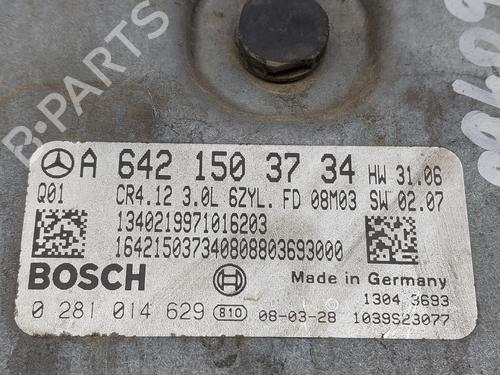 B-PARTS
A 642 150 37 34 HW 31.06
Q01 CR4.12 3.0L 6ZYL. FD 08M03 SW 02.07
1340219971016203
164215037340808803693000
BOSCH
Made in Germany
1304 3693
0 281 014 629 810 08-03-28 1039S23077